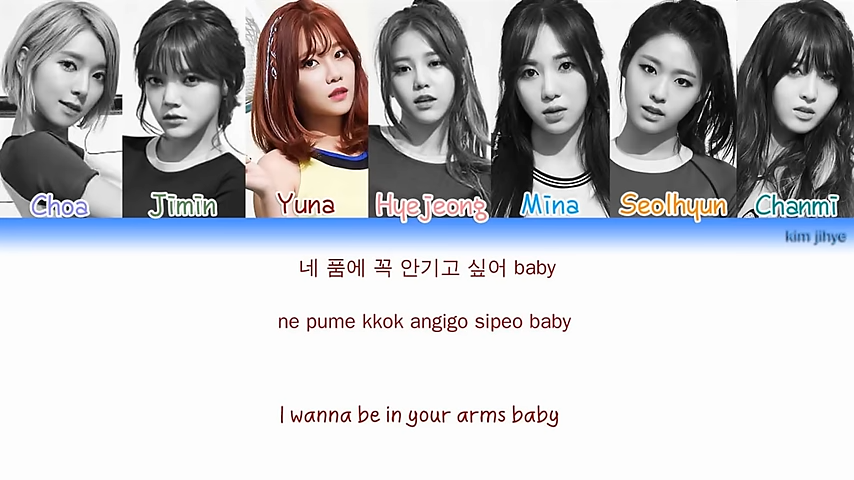 Choa Jimin Yuna Hyejeong Mina Seolhyun Chanmi
kim jihye
네 품에 꼭 안기고 싶어 baby
ne pume kkok angigo sipeo baby
I wanna be in your arms baby